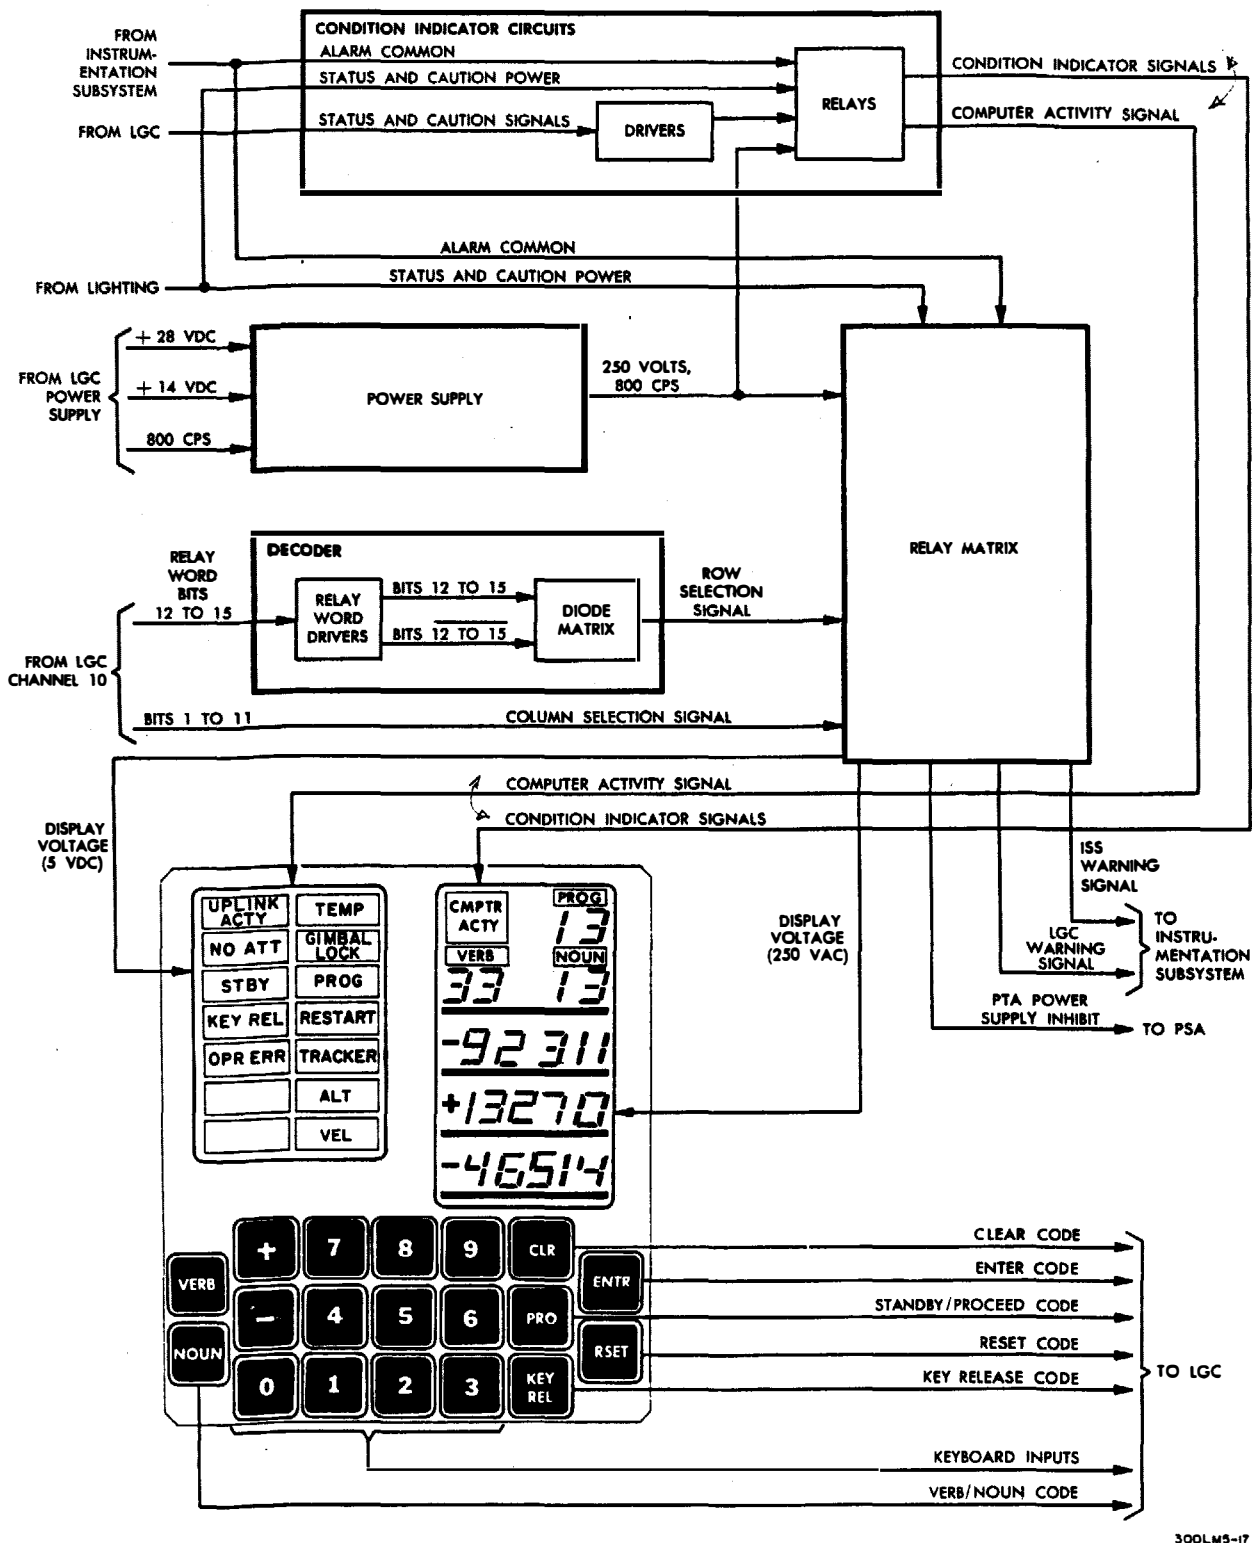 FROM
INSTRUM-
ENTATION
SUBSYSTEM
CONDITION INDICATOR CIRCUITS
ALARM COMMON
STATUS AND CAUTION POWER
FROM LGC
STATUS AND CAUTION SIGNALS
DRIVERS
RELAYS
CONDITION INDICATOR SIGNALS
COMPUTER ACTIVITY SIGNAL
ALARM COMMON
STATUS AND CAUTION POWER
FROM LIGHTING
+ 28 VDC
FROM LGC
POWER
SUPPLY
+ 14 VDC
800 CPS
POWER SUPPLY
250 VOLTS,
800 CPS
RELAY MATRIX
DECODER
RELAY
WORD
BITS
12 TO 15
RELAY
WORD
DRIVERS
BITS 12 TO 15
BITS 12 TO 15
DIODE
MATRIX
ROW
SELECTION
SIGNAL
FROM LGC
CHANNEL 10
BITS 1 TO 11
COLUMN SELECTION SIGNAL
COMPUTER ACTIVITY SIGNAL
CONDITION INDICATOR SIGNALS
DISPLAY
VOLTAGE
(5 VDC)
ISS
WARNING
SIGNAL
LGC
WARNING
SIGNAL
TO
INSTRU-
MENTATION
SUBSYSTEM
PTA POWER
SUPPLY INHIBIT
TO PSA
DISPLAY
VOLTAGE
(250 VAC)
UPLINK
ACTY
TEMP
NO ATT
GIMBAL
LOCK
STBY
PROG
KEY REL
RESTART
OPR ERR
TRACKER
ALT
VEL
CMPTR
ACTY
PROG
13
VERB
NOUN
33
13
-92311
+13270
-46514
VERB
NOUN
+
7
8
9
CLR
ENTR
-
4
5
6
PRO
RSET
0
1
2
3
KEY
REL
CLEAR CODE
ENTER CODE
STANDBY/PROCEED CODE
RESET CODE
KEY RELEASE CODE
TO LGC
KEYBOARD INPUTS
VERB/NOUN CODE
300LM5-17